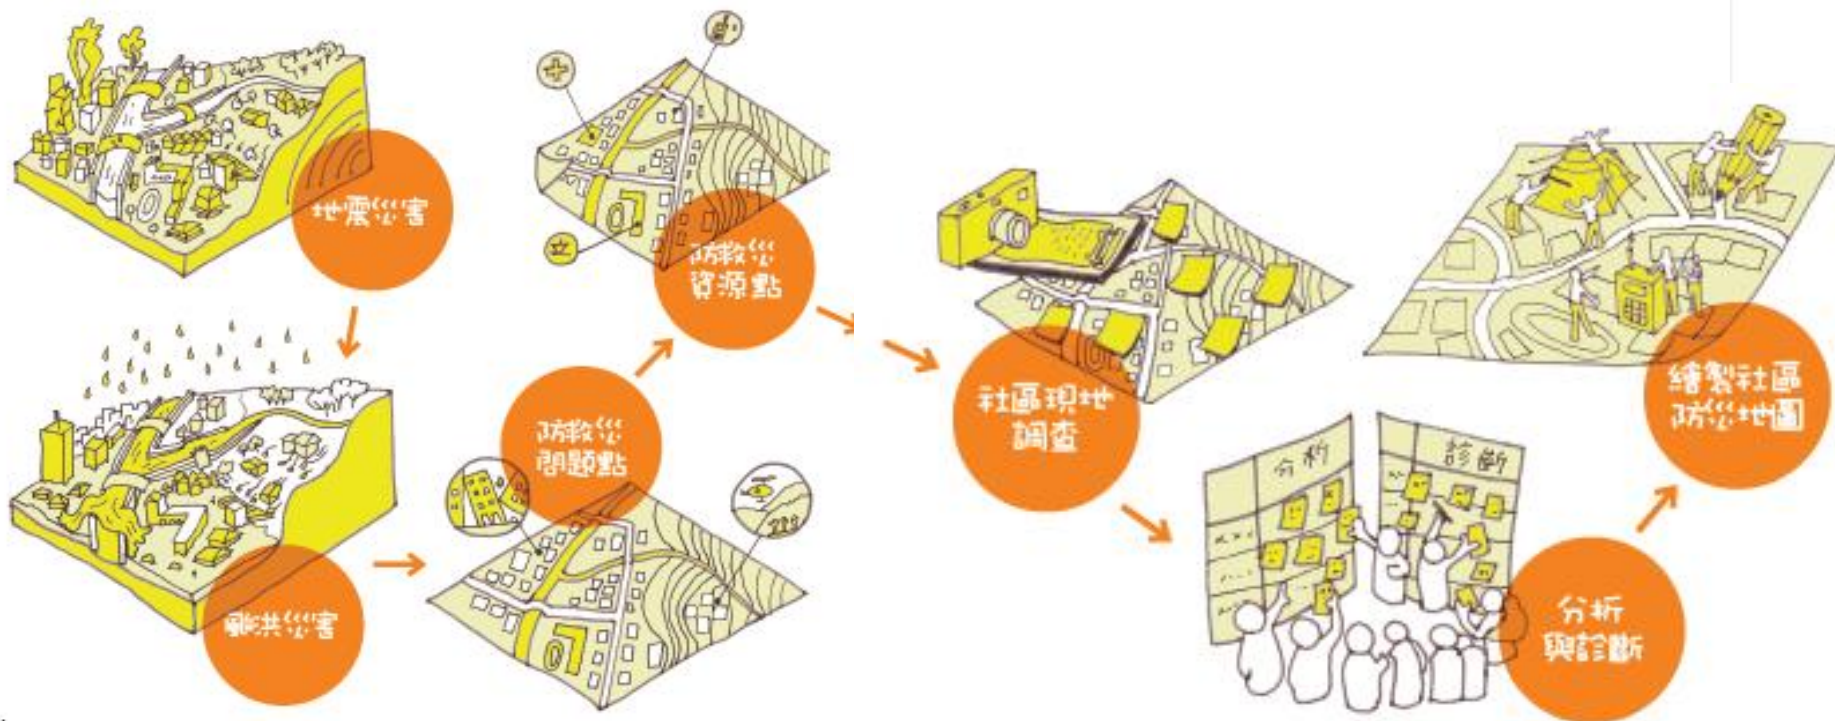 地震災害
颱洪災害
防救災
問題點
防救災
資源點
社區現地
調查
分析
診斷
分析
與診斷
繪製社區
防災地圖